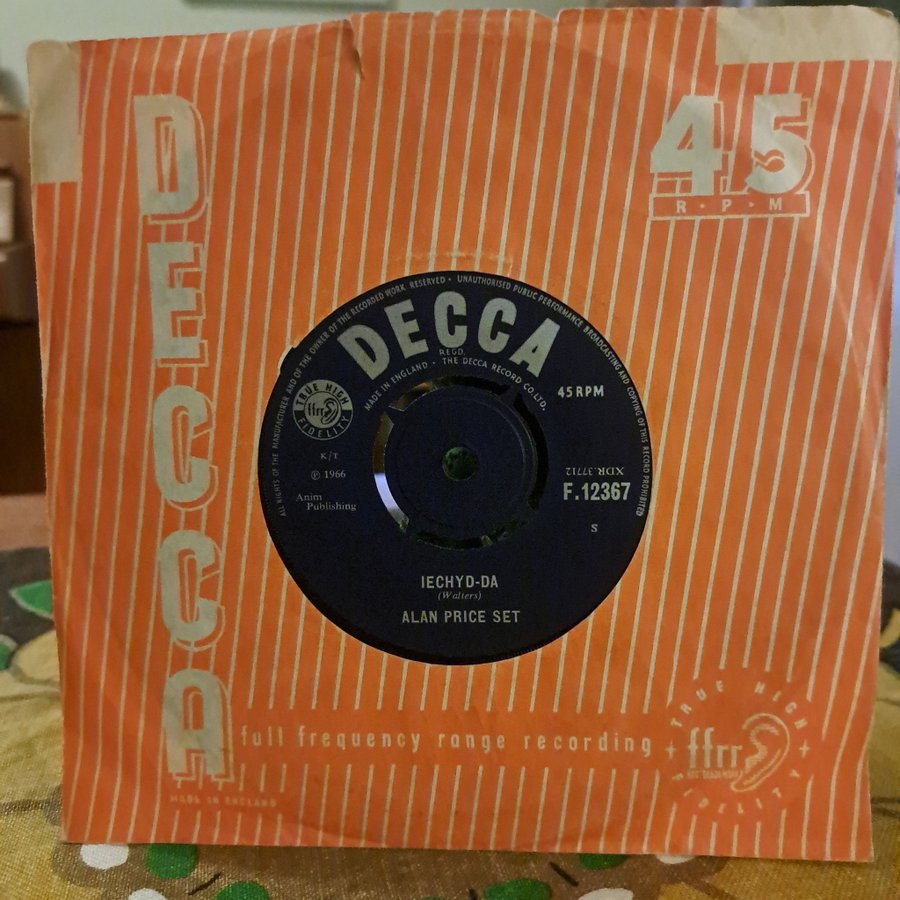 DECCA
45
R·P·M
ALL RIGHTS OF THE MANUFACTURER AND OF THE OWNER OF THE RECORDED WORK RESERVED · UNAUTHORISED PUBLIC PERFORMANCE BROADCASTING AND COPYING OF THIS RECORD PROHIBITED
DECCA
REGD.
MADE IN ENGLAND · THE DECCA RECORD CO. LTD.
TRUE HIGH
ffrr
FIDELITY
45 RPM
K/T
℗ 1966
XDR.37712
F.12367
Anim
Publishing
S
IECHYD-DA
(Walters)
ALAN PRICE SET
full frequency range recording
TRUE HIGH
ffrr
FIDELITY
MADE IN ENGLAND